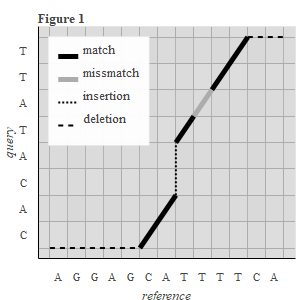 Figure 1
match
missmatch
insertion
deletion
T
T
A
T
A
C
A
C
query
A G G A G C A T T T T C A
reference